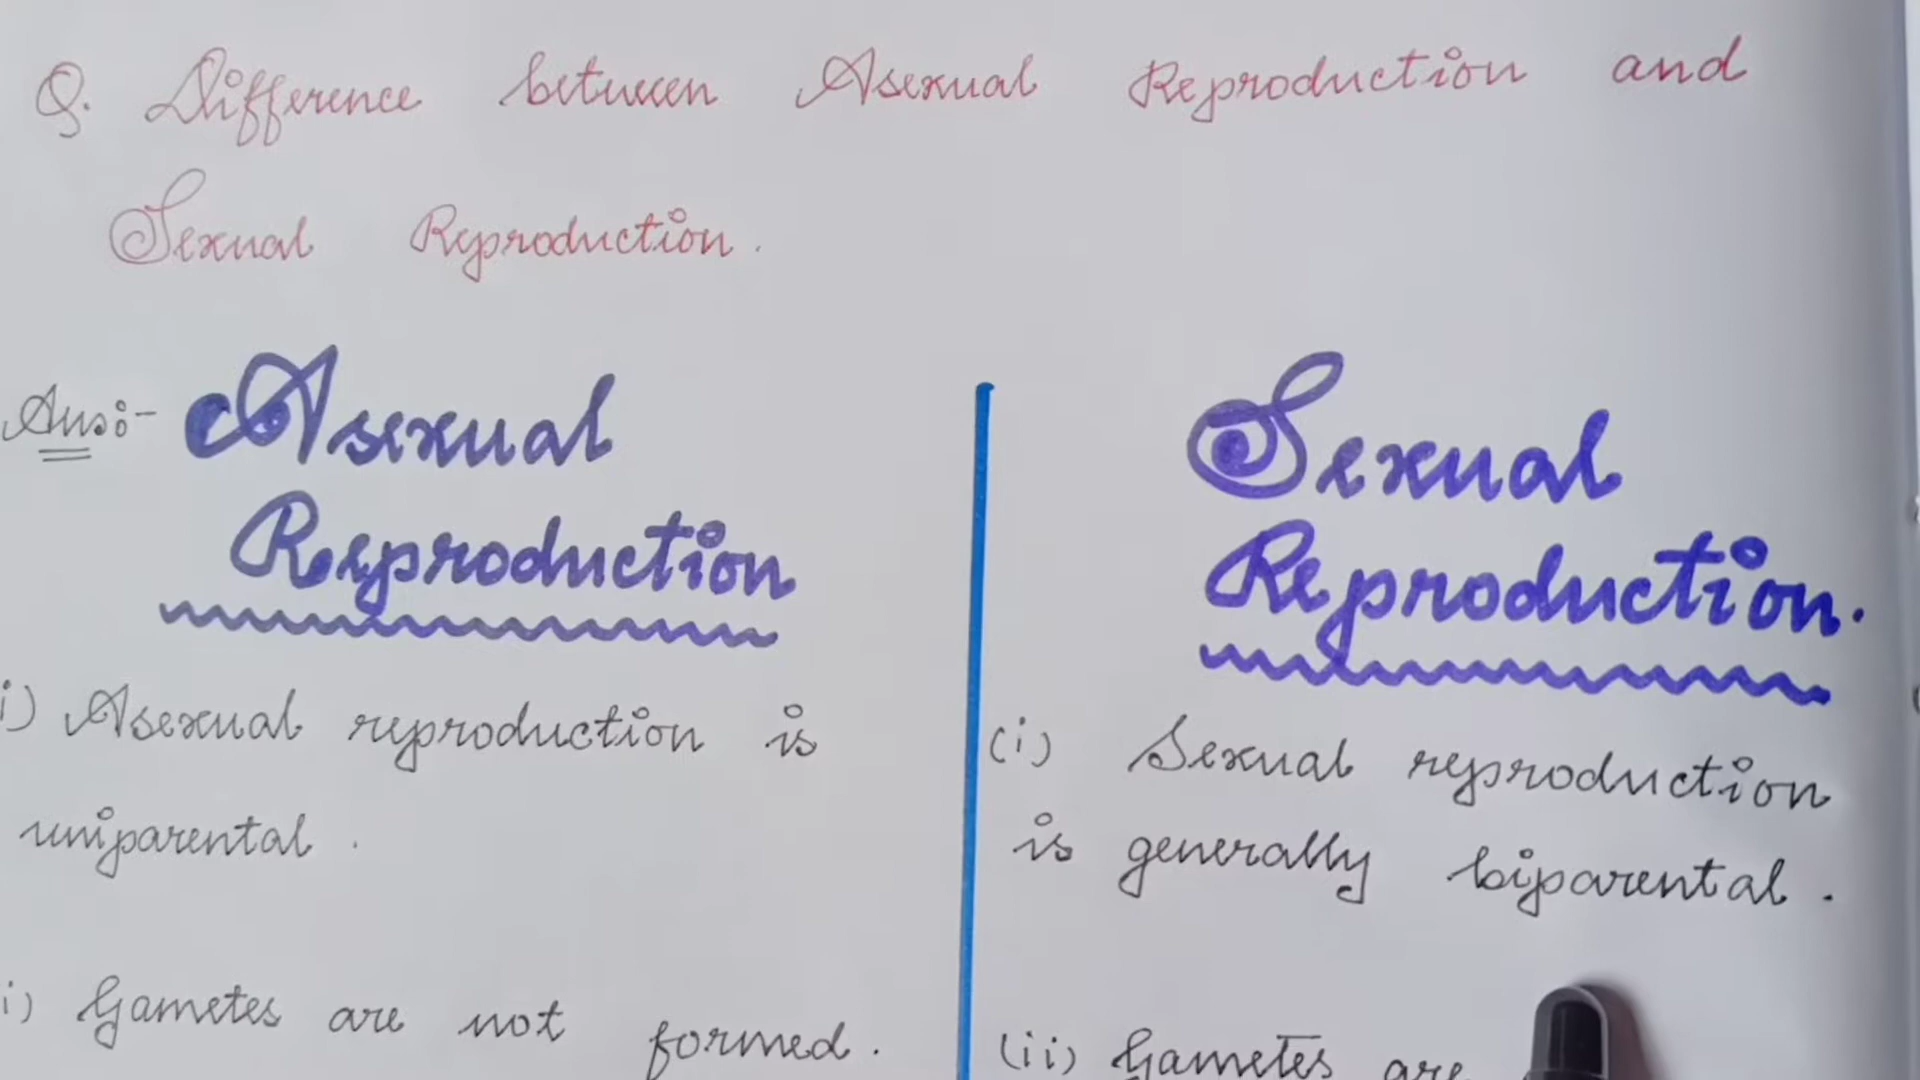 Q. Difference between Asexual Reproduction and
Sexual Reproduction.
Ans:-
Asexual
Reproduction
i) Asexual reproduction is
uniparental.
i) Gametes are not formed.
Sexual
Reproduction.
(i) Sexual reproduction
is generally biparental.
(ii) Gametes are